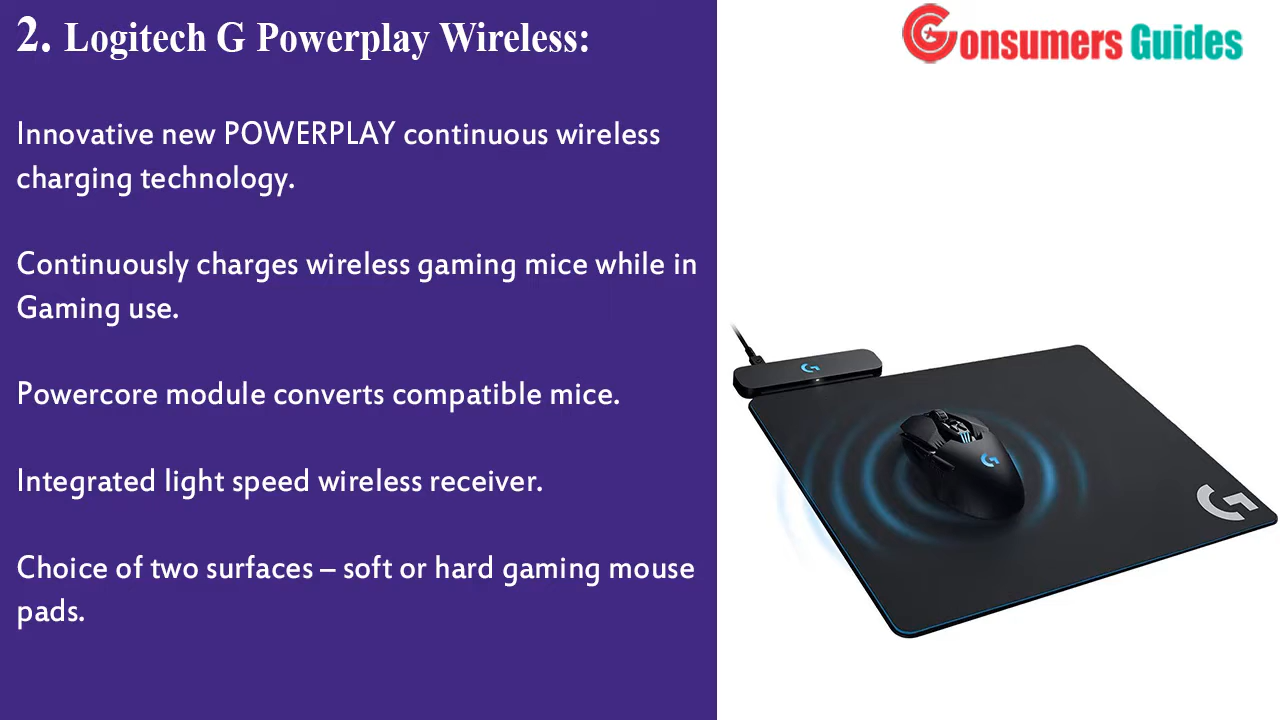 2. Logitech G Powerplay Wireless:
Consumers Guides
Innovative new POWERPLAY continuous wireless
charging technology.
Continuously charges wireless gaming mice while in
Gaming use.
Powercore module converts compatible mice.
Integrated light speed wireless receiver.
Choice of two surfaces – soft or hard gaming mouse
pads.